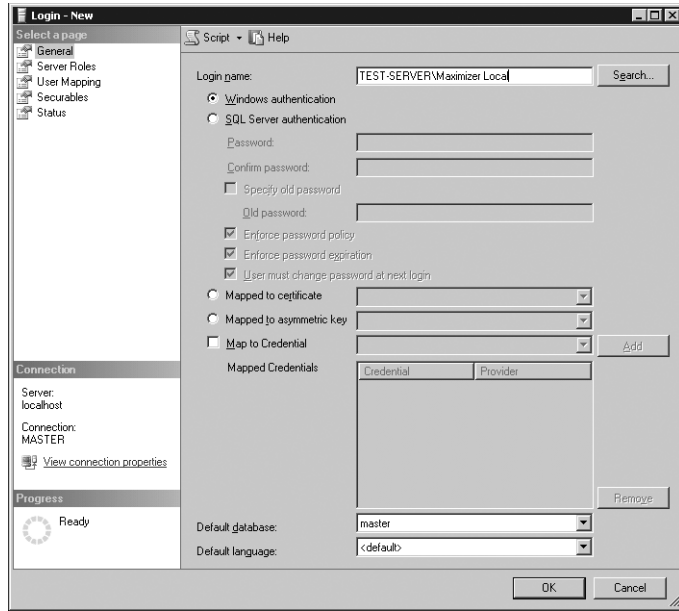 Login - New
Select a page
General
Server Roles
User Mapping
Securables
Status
Script
Help
Login name:
TEST-SERVER\Maximizer Local
Search...
Windows authentication
SQL Server authentication
Password:
Confirm password:
Specify old password
Old password:
Enforce password policy
Enforce password expiration
User must change password at next login
Mapped to certificate
Mapped to asymmetric key
Map to Credential
Add
Mapped Credentials
Credential
Provider
Remove
Default database:
master
Default language:
<default>
Connection
Server:
localhost
Connection:
MASTER
View connection properties
Progress
Ready
OK
Cancel